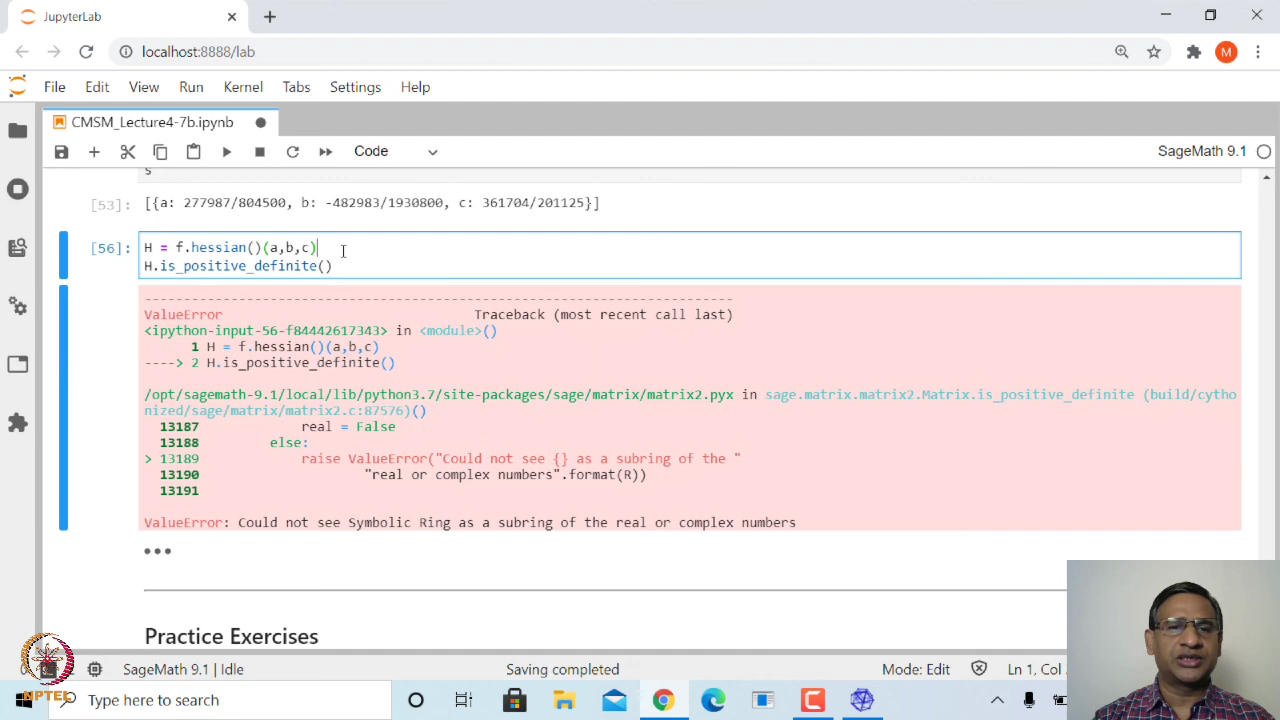 JupyterLab
localhost:8888/lab
M
File Edit View Run Kernel Tabs Settings Help
CMSM_Lecture4-7b.ipynb
Code
SageMath 9.1
s
[53] [{a: 277987/804500, b: -482983/1930800, c: 361704/201125}]
[56]: H = f.hessian()(a,b,c)
H.is_positive_definite()
---------------------------------------------------------------------------
ValueError Traceback (most recent call last)
<ipython-input-56-f84442617343> in <module>()
1 H = f.hessian()(a,b,c)
----> 2 H.is_positive_definite()
/opt/sagemath-9.1/local/lib/python3.7/site-packages/sage/matrix/matrix2.pyx in sage.matrix.matrix2.Matrix.is_positive_definite (build/cytho
nized/sage/matrix/matrix2.c:87576)()
13187 real = False
13188 else:
> 13189 raise ValueError("Could not see {} as a subring of the "
13190 "real or complex numbers".format(R))
13191
ValueError: Could not see Symbolic Ring as a subring of the real or complex numbers
Practice Exercises
SageMath 9.1 | Idle Saving completed Mode: Edit Ln 1, Col
NPTEL
Type here to search